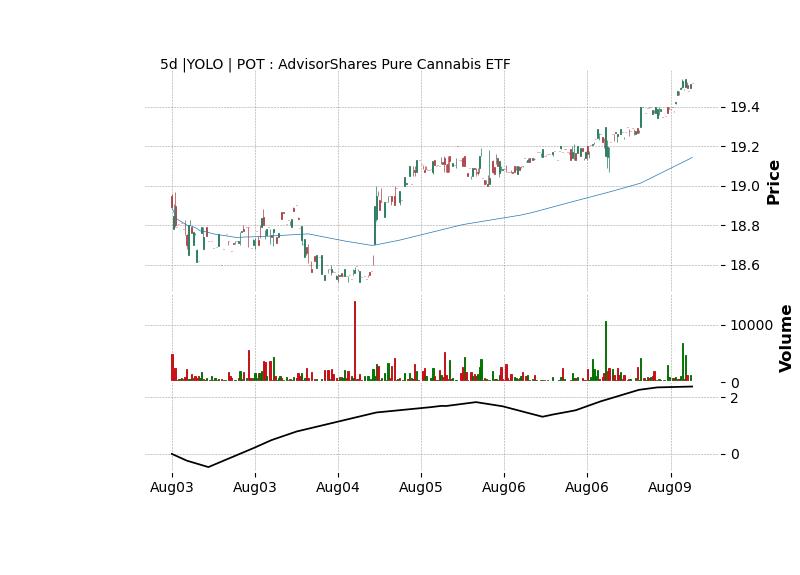 5d |YOLO | POT : AdvisorShares Pure Cannabis ETF
19.4
19.2
19.0
18.8
18.6
Price
10000
0
Volume
2
0
Aug03 Aug03 Aug04 Aug05 Aug06 Aug06 Aug09